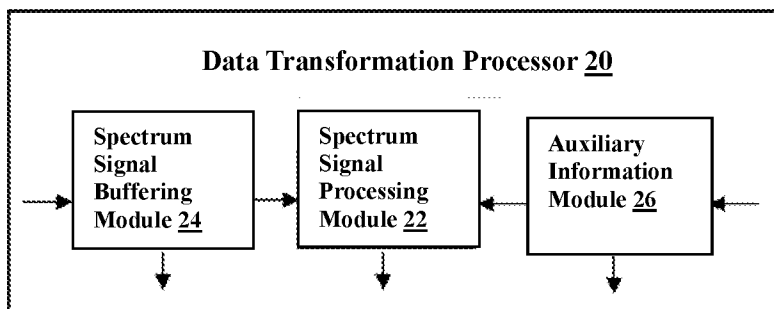 Data Transformation Processor 20
Spectrum
Signal
Buffering
Module 24
Spectrum
Signal
Processing
Module 22
Auxiliary
Information
Module 26